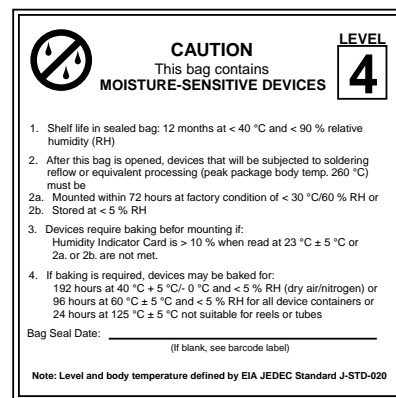 LEVEL
4
CAUTION
This bag contains
MOISTURE-SENSITIVE DEVICES
1. Shelf life in sealed bag: 12 months at < 40 °C and < 90 % relative
humidity (RH)
2. After this bag is opened, devices that will be subjected to soldering
reflow or equivalent processing (peak package body temp. 260 °C)
must be
2a. Mounted within 72 hours at factory condition of < 30 °C/60 % RH or
2b. Stored at < 5 % RH
3. Devices require baking befor mounting if:
Humidity Indicator Card is > 10 % when read at 23 °C ± 5 °C or
2a. or 2b. are not met.
4. If baking is required, devices may be baked for:
192 hours at 40 °C + 5 °C/- 0 °C and < 5 % RH (dry air/nitrogen) or
96 hours at 60 °C ± 5 °C and < 5 % RH for all device containers or
24 hours at 125 °C ± 5 °C not suitable for reels or tubes
Bag Seal Date:
(If blank, see barcode label)
Note: Level and body temperature defined by EIA JEDEC Standard J-STD-020